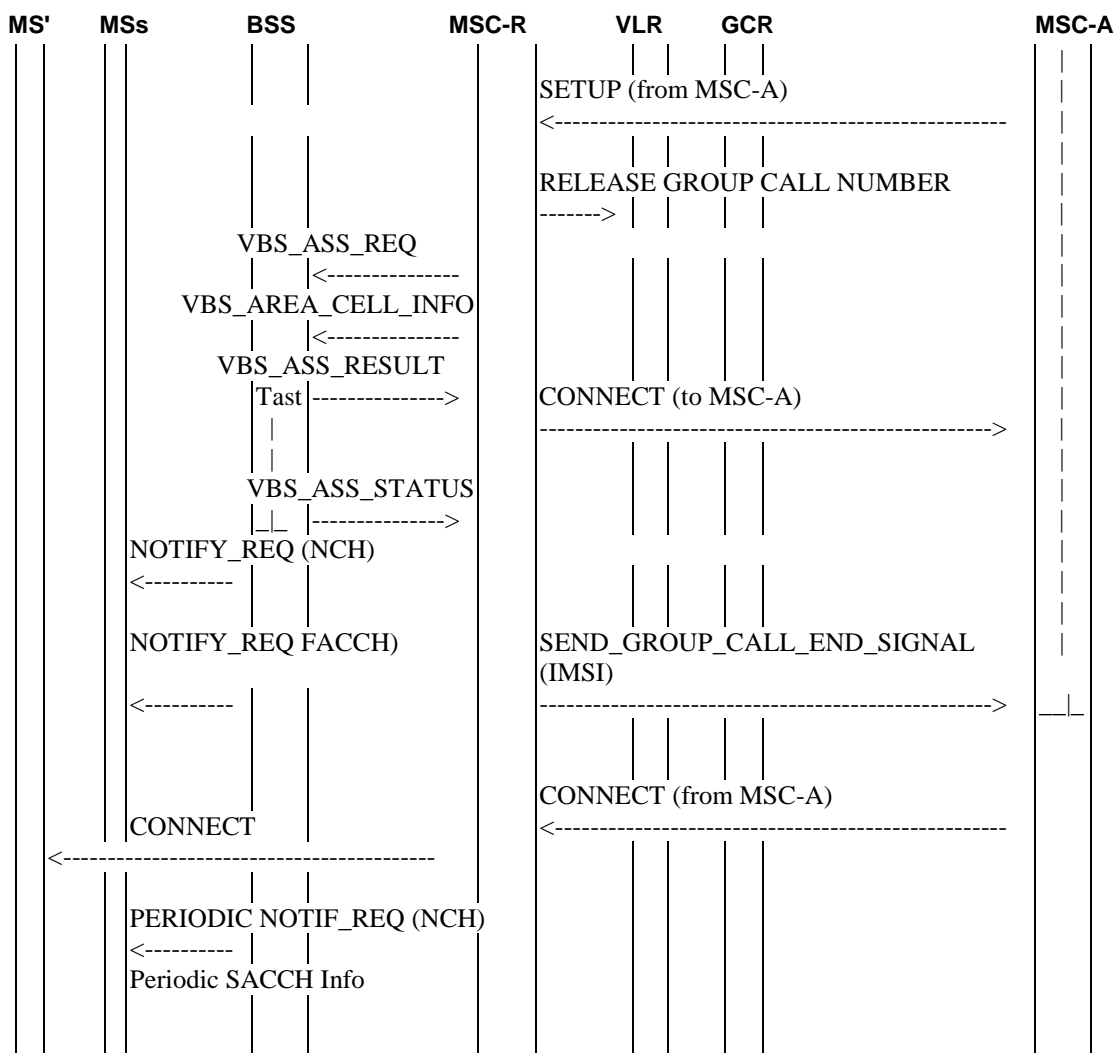 MS' MSs BSS MSC-R VLR GCR MSC-A
SETUP (from MSC-A)
RELEASE GROUP CALL NUMBER
VBS_ASS_REQ
VBS_AREA_CELL_INFO
VBS_ASS_RESULT
Tast CONNECT (to MSC-A)
VBS_ASS_STATUS
NOTIFY_REQ (NCH)
NOTIFY_REQ FACCH) SEND_GROUP_CALL_END_SIGNAL
(IMSI)
CONNECT (from MSC-A)
CONNECT
PERIODIC NOTIF_REQ (NCH)
Periodic SACCH Info